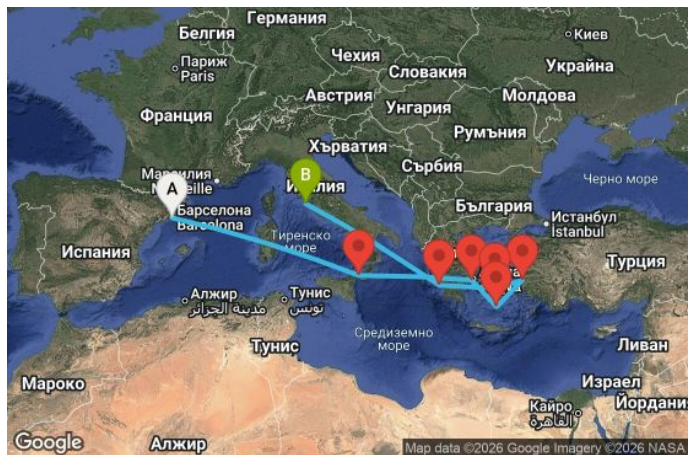 Германия
Белгия
Киев
Париж
Paris
Чехия
Украйна
Словакия
Австрия
Молдова
Унгария
Франция
Румъния
Хърватия
Сърбия
Марсилия
Италия
Черно море
A
B
Барселона
Barcelona
България
Истанбул
İstanbul
Испания
Тиренско
море
Турция
Алжир
مدينة الجزائر
Тунис
تونس
Средиземно
море
Тунис
Ливан
Мароко
Израел
Кайро
القاهرة
Йордания
Алжир
Google
Map data ©2026 Google Imagery ©2026 NASA